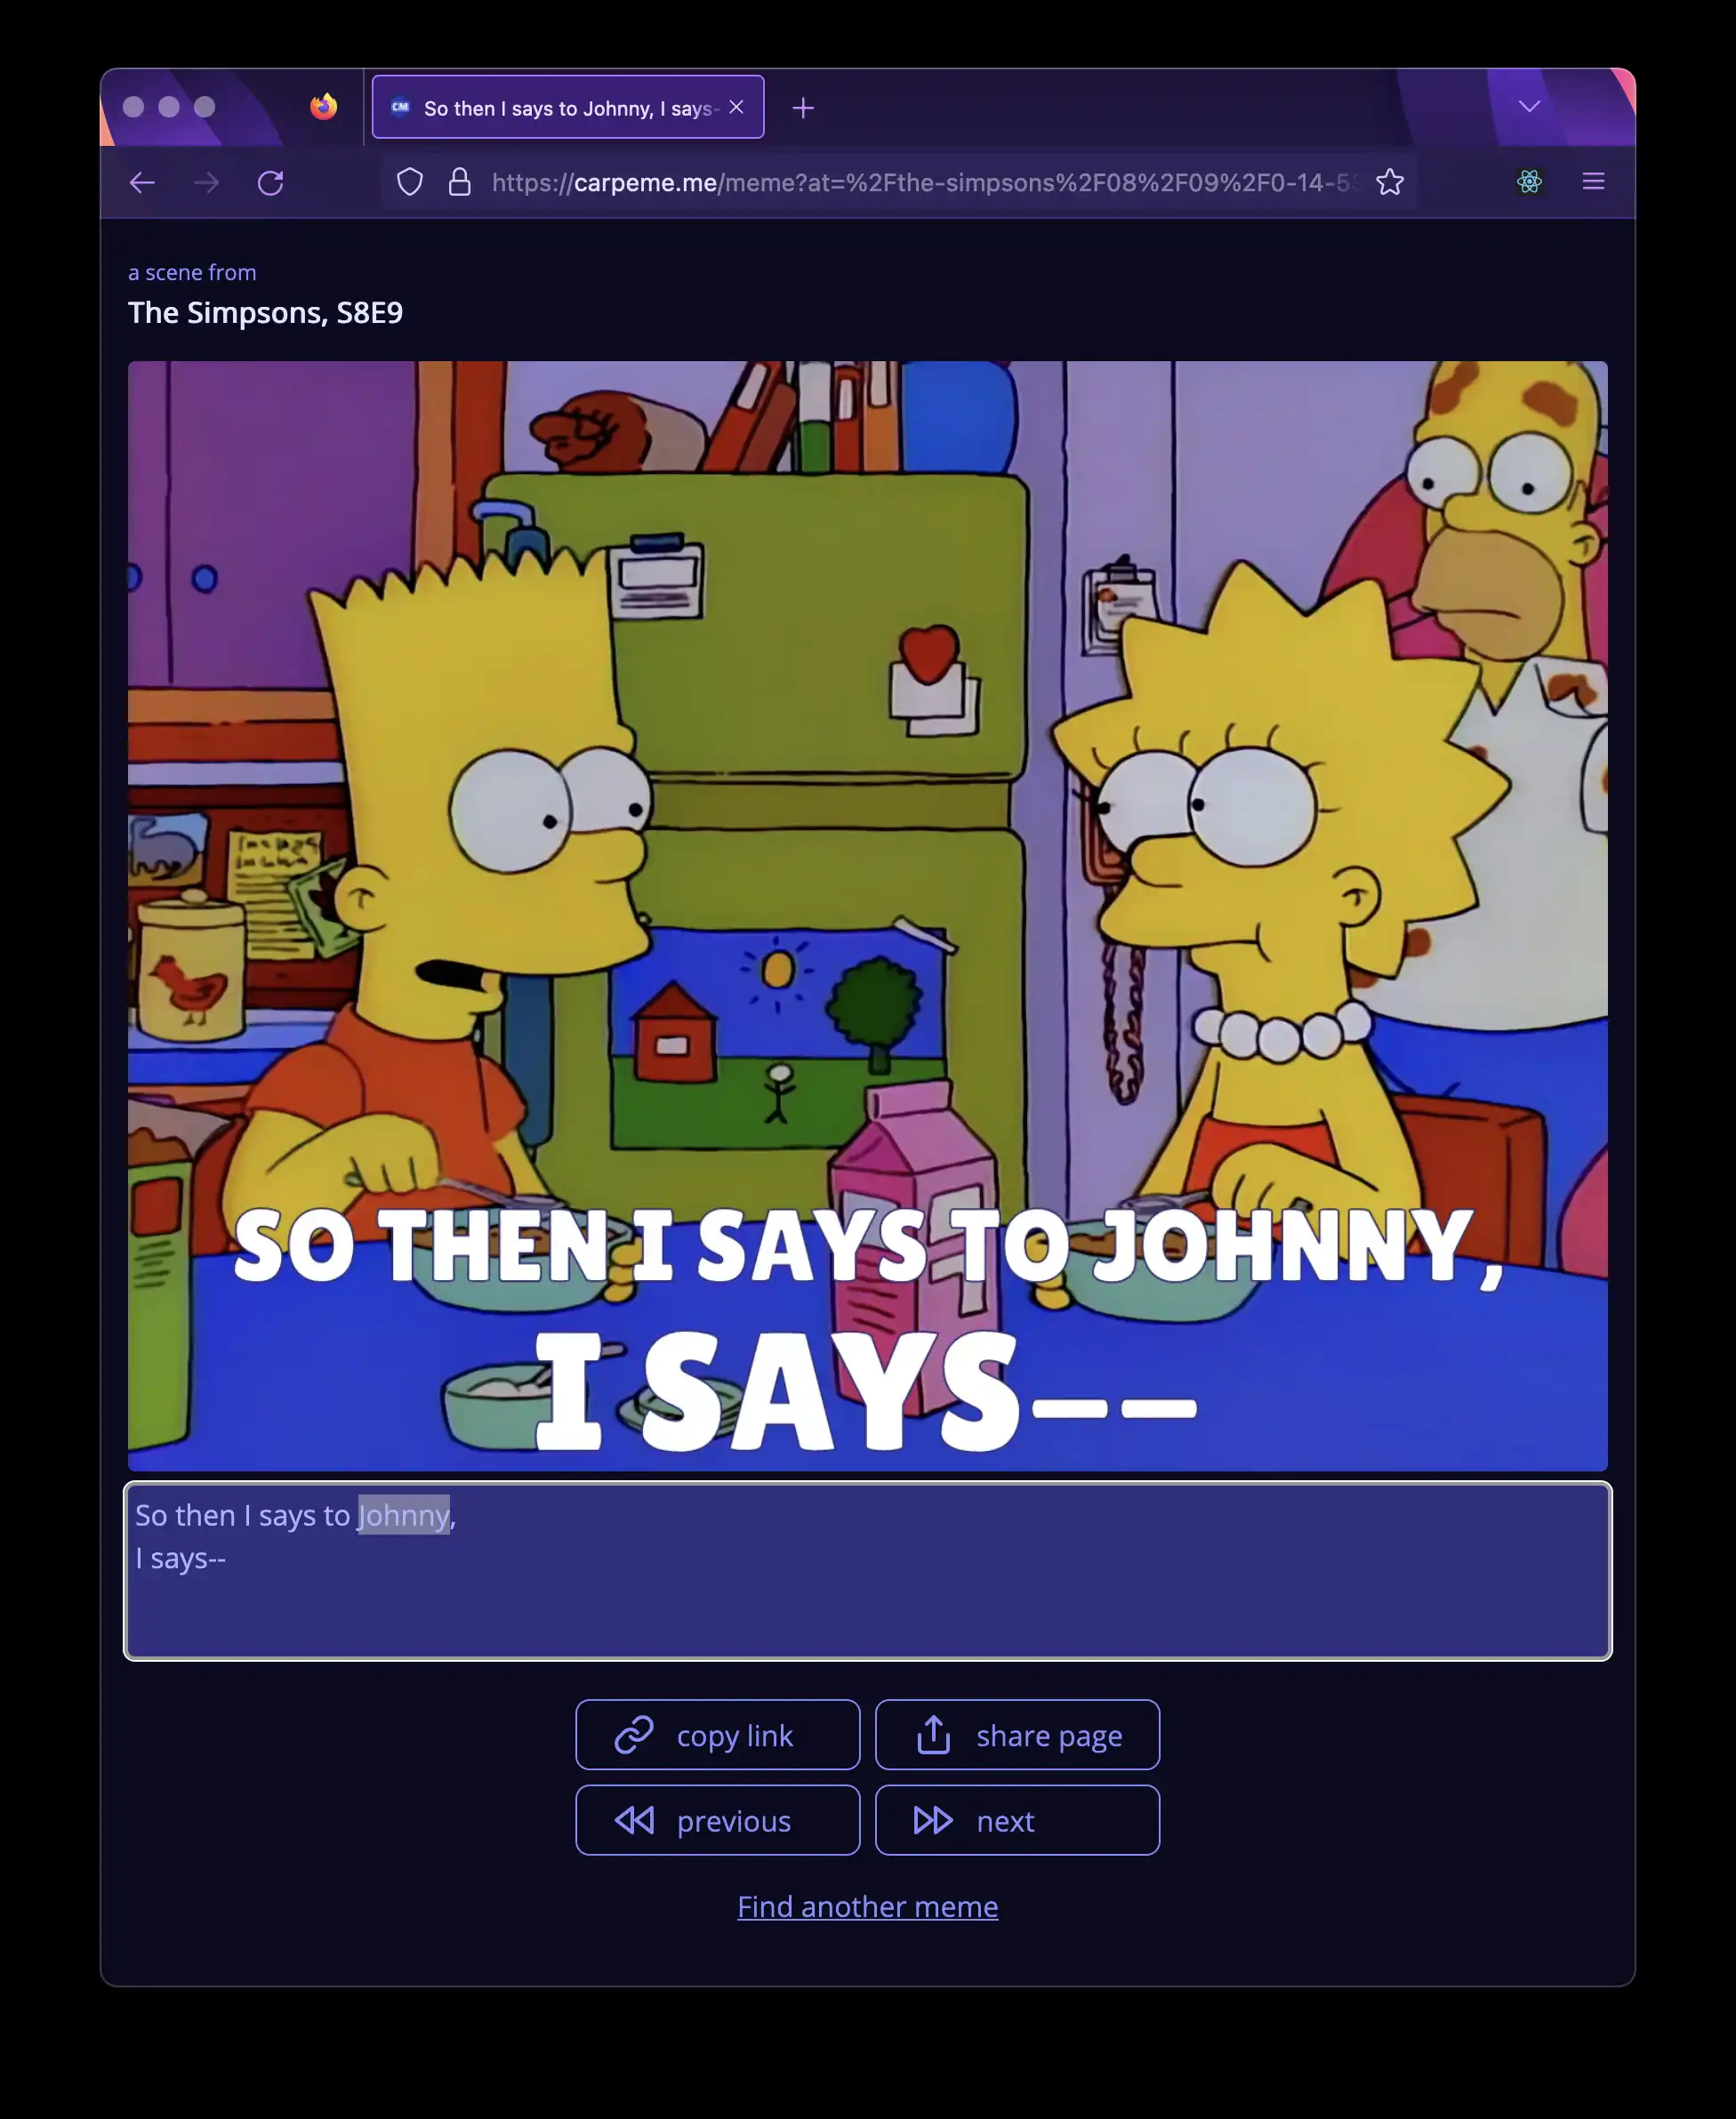 CM
So then I says to Johnny, I says-
https://carpeme.me/meme?at=%2Fthe-simpsons%2F08%2F09%2F0-14-5
a scene from
The Simpsons, S8E9
SO THEN I SAYS TO JOHNNY,
I SAYS--
So then I says to Johnny,
I says--
copy link
share page
previous
next
Find another meme